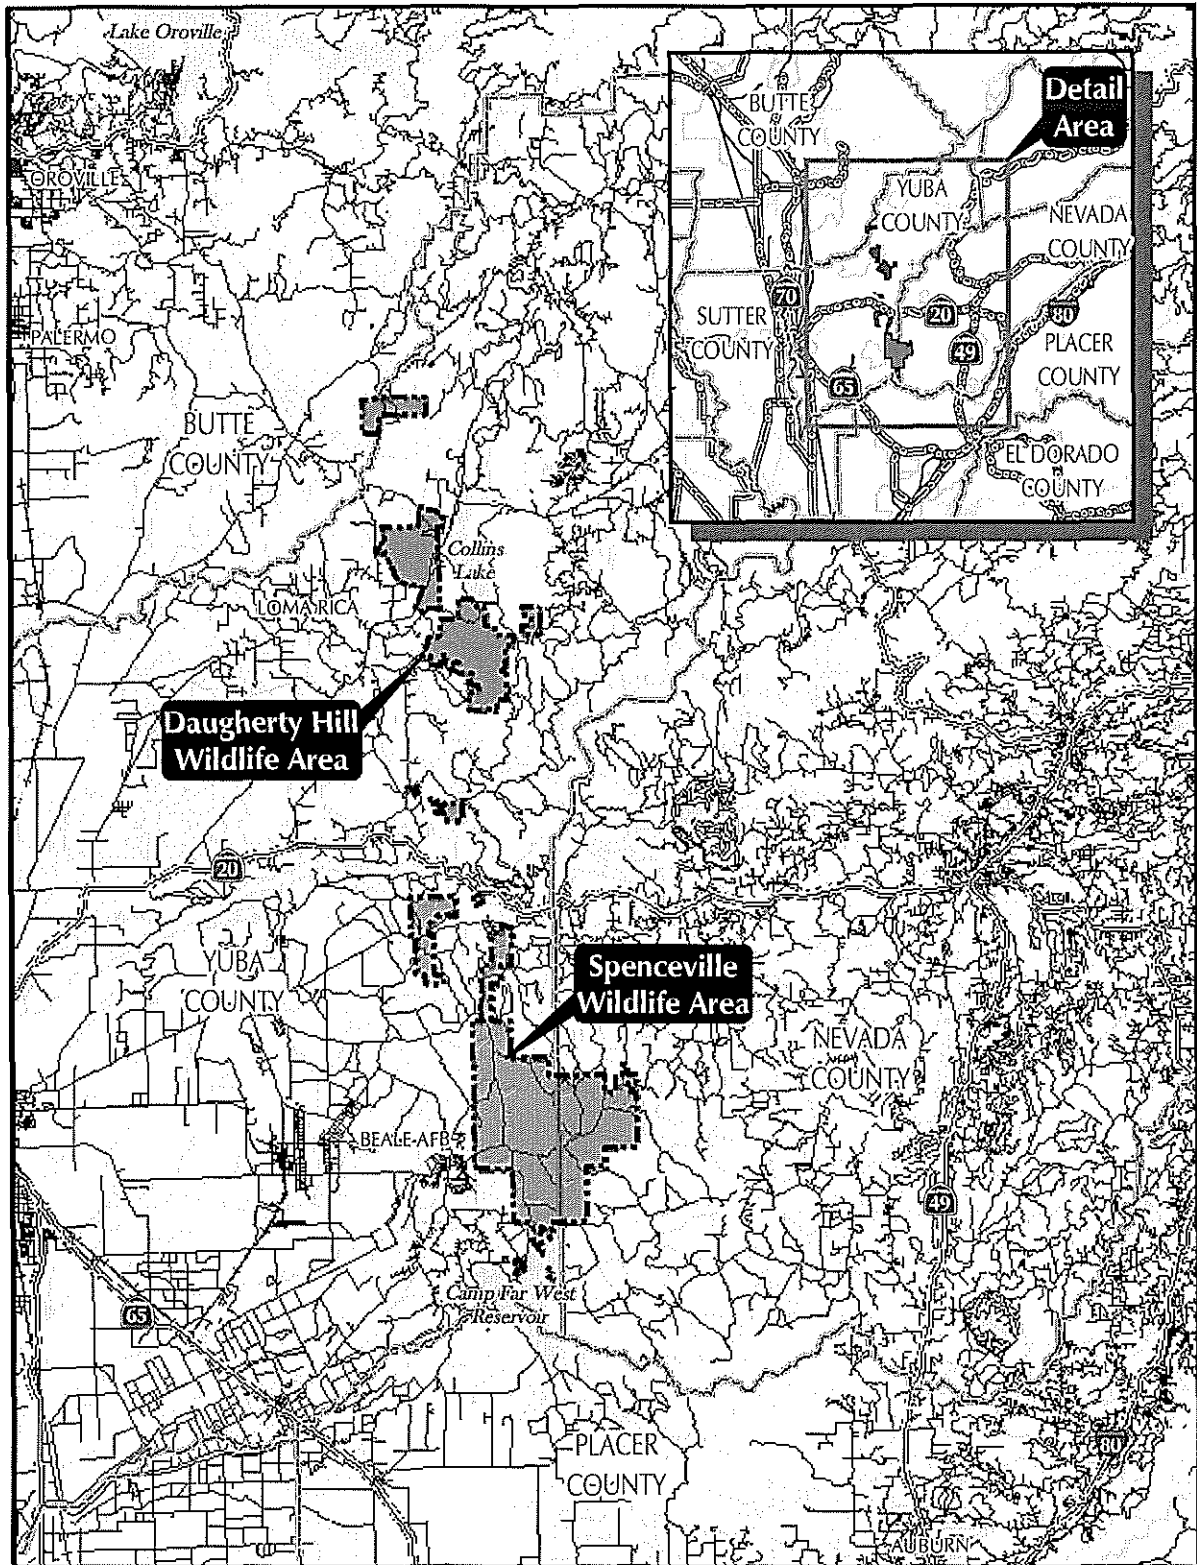 Lake Oroville
OROVILLE
PALERMO
BUTTE
COUNTY
Collins
Lake
LOMA RICA
Daugherty Hill
Wildlife Area
20
YUBA
COUNTY
Spenceville
Wildlife Area
NEVADA
COUNTY
BEALE AFB
49
Camp Far West
Reservoir
65
PLACER
COUNTY
80
AUBURN
Detail
Area
BUTTE
COUNTY
YUBA
COUNTY
NEVADA
COUNTY
70
20
80
SUTTER
COUNTY
49
PLACER
COUNTY
65
EL DORADO
COUNTY